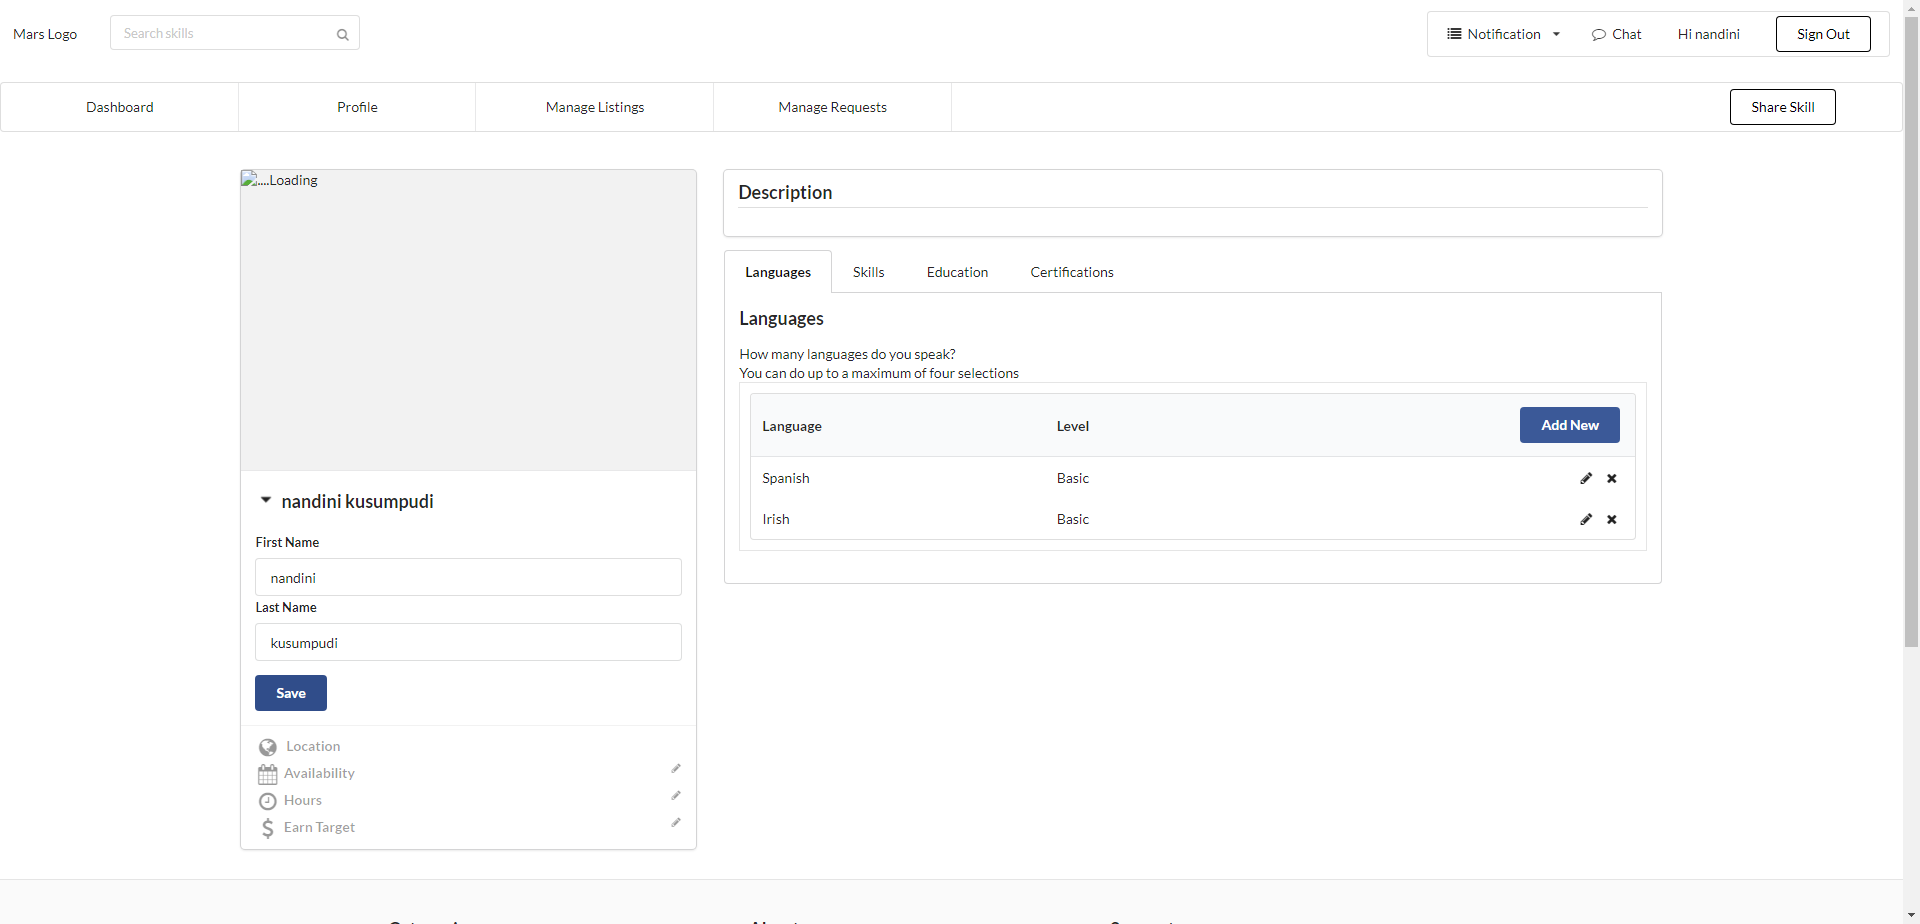 Mars Logo
Search skills
Notification
Chat
Hi nandini
Sign Out
Dashboard
Profile
Manage Listings
Manage Requests
Share Skill
....Loading
nandini kusumpudi
First Name
nandini
Last Name
kusumpudi
Save
Location
Availability
Hours
Earn Target
Description
Languages
Skills
Education
Certifications
Languages
How many languages do you speak?
You can do up to a maximum of four selections
Language
Level
Add New
Spanish
Basic
Irish
Basic